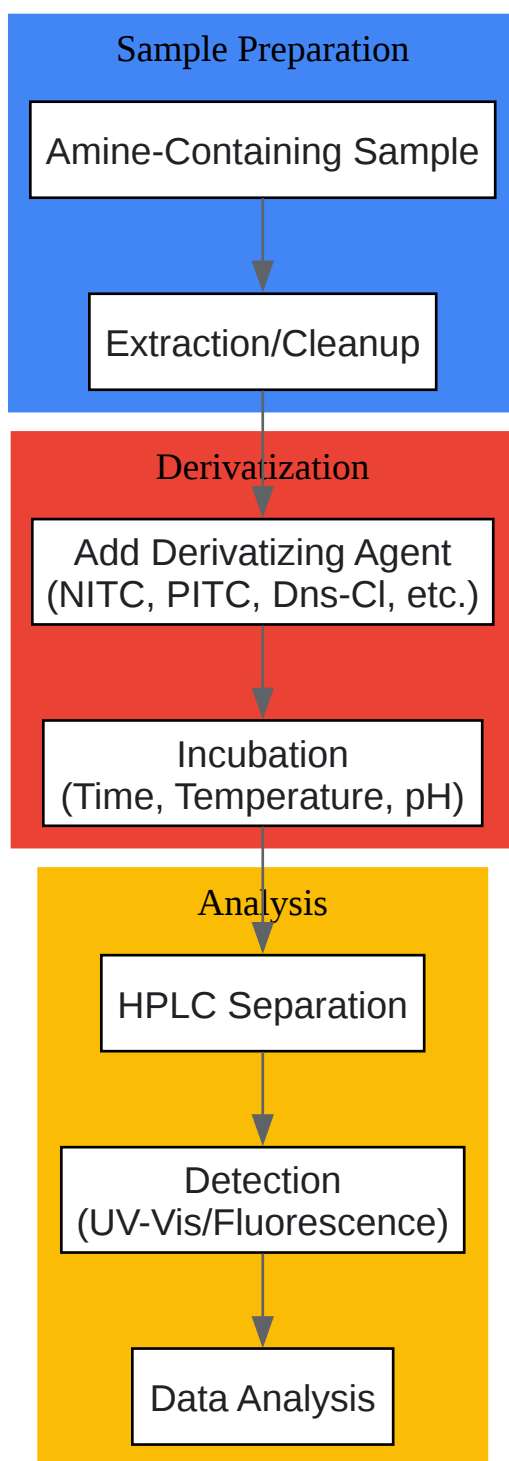 Sample Preparation
Amine-Containing Sample
Extraction/Cleanup
Derivatization
Add Derivatizing Agent
(NITC, PITC, Dns-Cl, etc.)
Incubation
(Time, Temperature, pH)
Analysis
HPLC Separation
Detection
(UV-Vis/Fluorescence)
Data Analysis